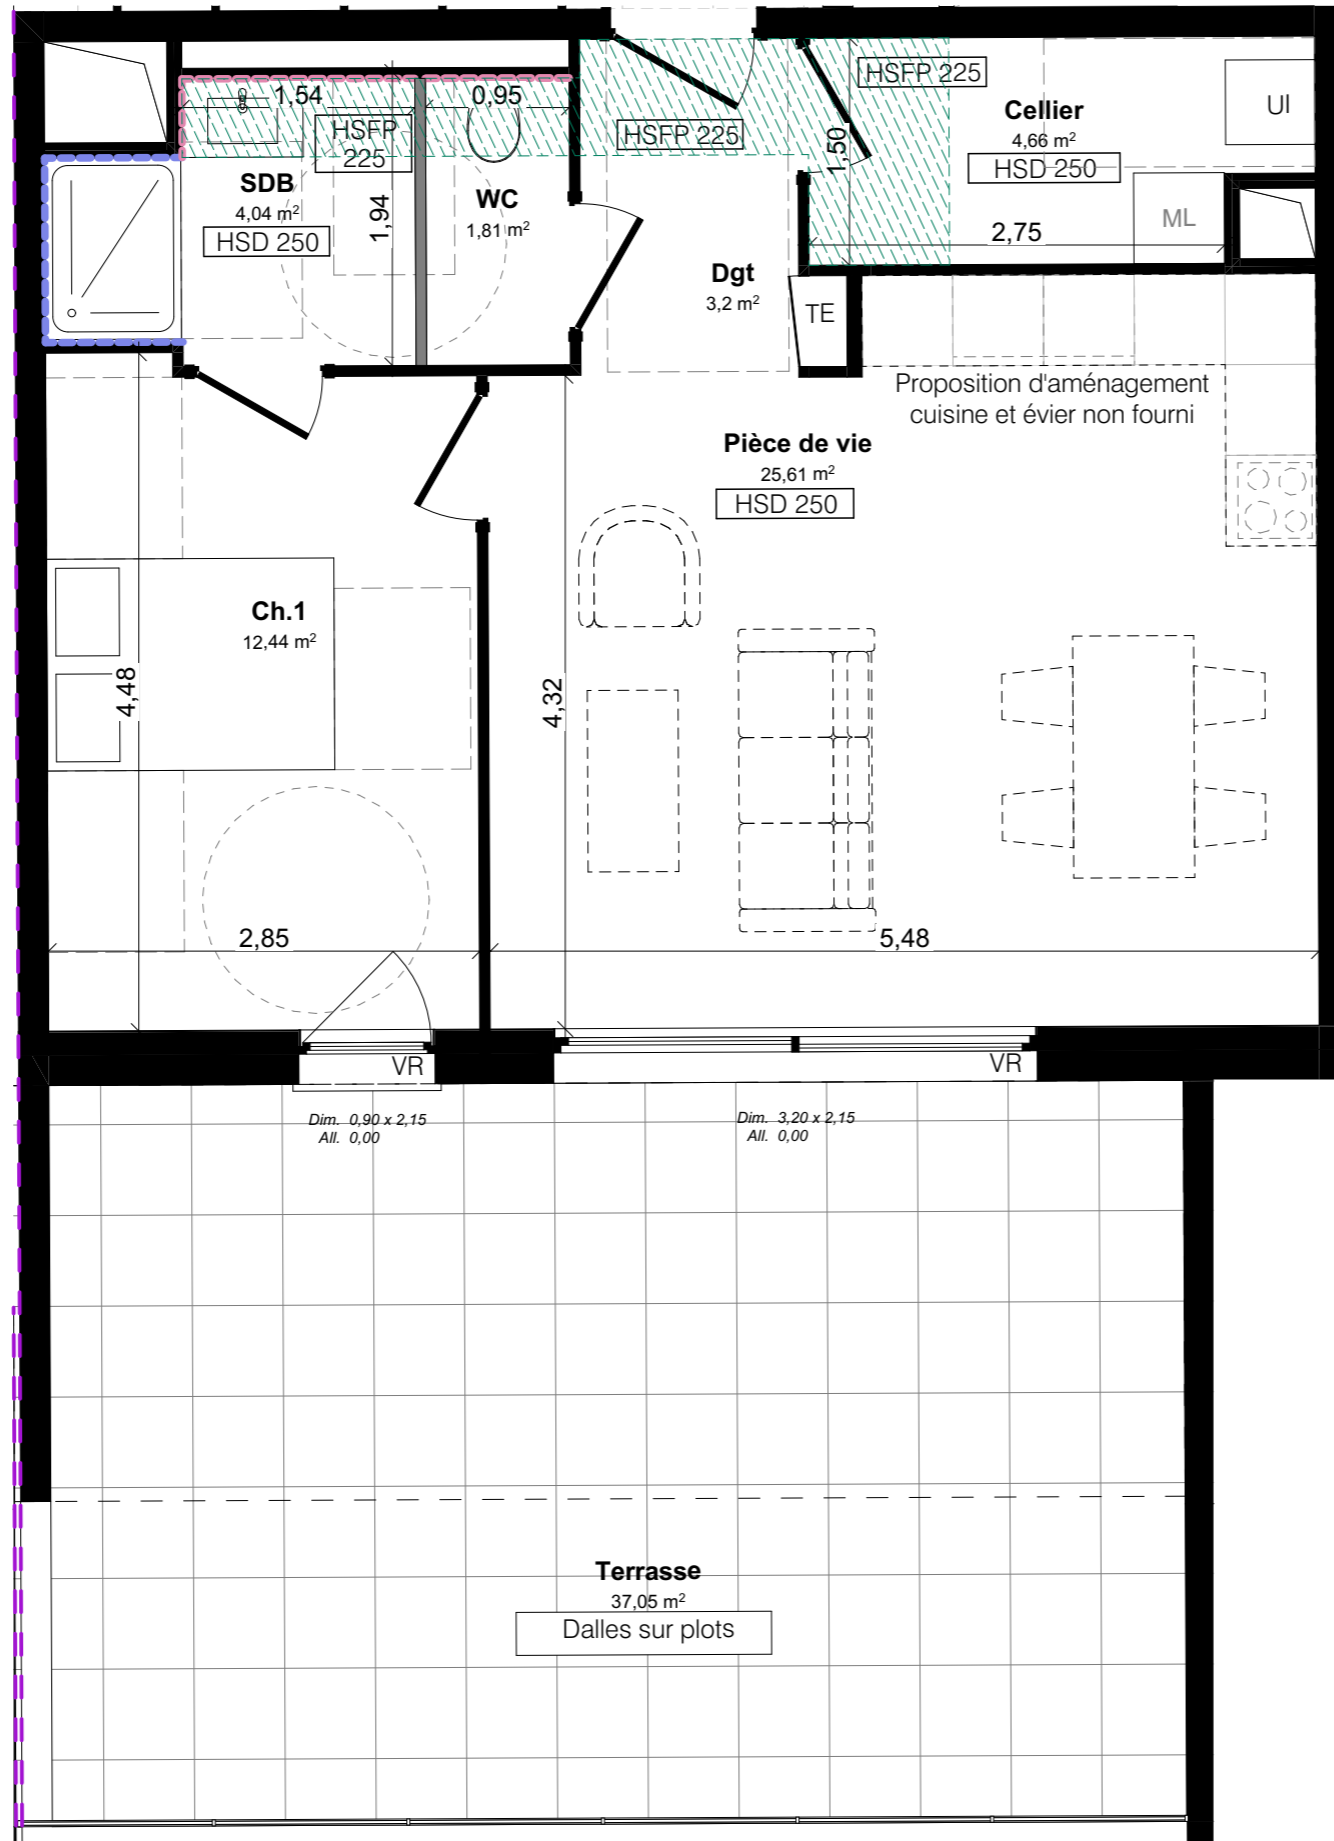 1,54
0,95
HSFP
225
SDB
4,04 m²
HSD 250
1,94
WC
1,81 m²
HSFP 225
HSFP 225
Cellier
4,66 m²
HSD 250
UI
1,50
2,75
ML
Dgt
3,2 m²
TE
Proposition d'aménagement
cuisine et évier non fourni
Pièce de vie
25,61 m²
HSD 250
Ch.1
12,44 m²
4,48
4,32
2,85
5,48
VR
VR
Dim. 0,90 x 2,15
All. 0,00
Dim. 3,20 x 2,15
All. 0,00
Terrasse
37,05 m²
Dalles sur plots